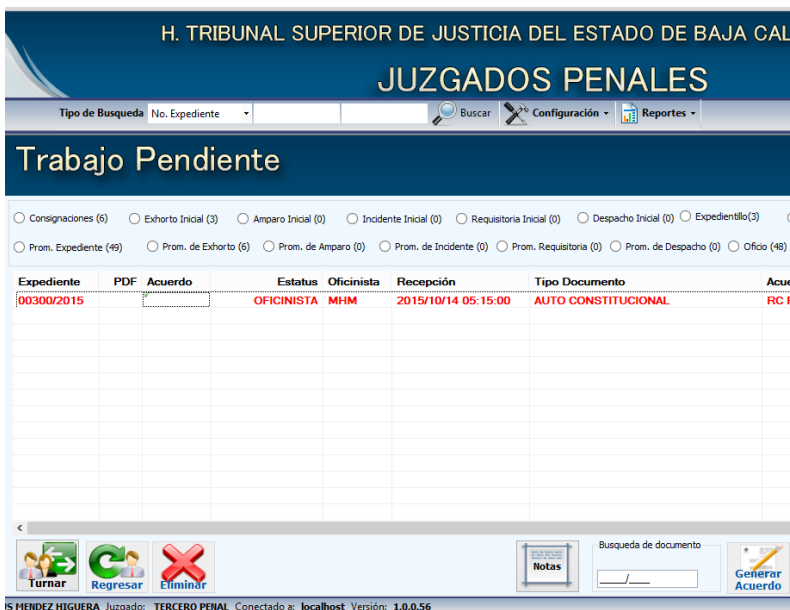 H. TRIBUNAL SUPERIOR DE JUSTICIA DEL ESTADO DE BAJA CAL
JUZGADOS PENALES
Tipo de Busqueda No. Expediente Buscar Configuración Reportes
Trabajo Pendiente
Consignaciones (6) Exhorto Inicial (3) Amparo Inicial (0) Incidente Inicial (0) Requisitoria Inicial (0) Despacho Inicial (0) Expedientillo(3)
Prom. Expediente (49) Prom. de Exhorto (6) Prom. de Amparo (0) Prom. de Incidente (0) Prom. Requisitoria (0) Prom. de Despacho (0) Oficio (48)
Expediente PDF Acuerdo Estatus Oficinista Recepción Tipo Documento Acue
00300/2015 OFICINISTA MHM 2015/10/14 05:15:00 AUTO CONSTITUCIONAL RC
Busqueda de documento
Turnar Regresar Eliminar Notas __/___ Generar Acuerdo
S MENDEZ HIGUERA Juzgado: TERCERO PENAL Conectado a: localhost Versión: 1.0.0.56